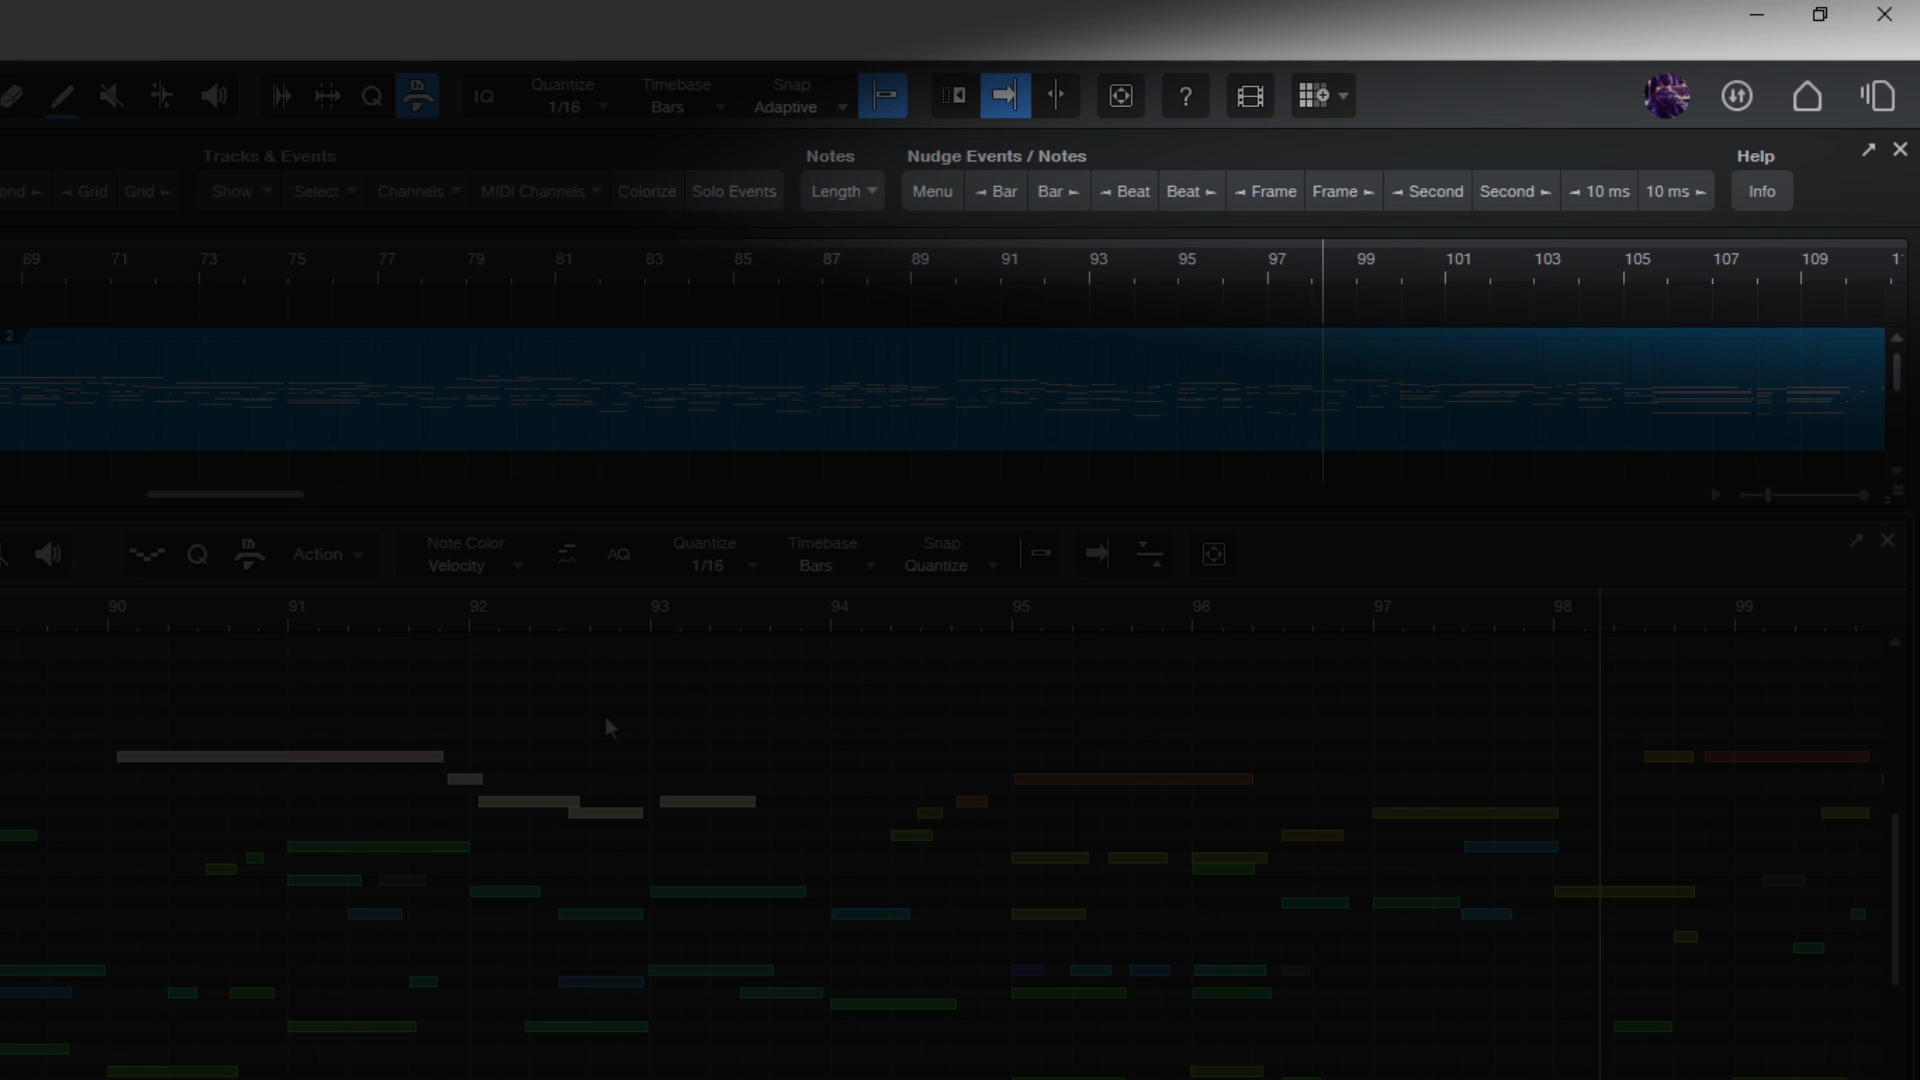 IQ Quantize Timebase Snap
1/16 Bars Adaptive
?
Tracks & Events Notes Nudge Events / Notes Help
Grid Grid Show Select Channels MIDI Channels Colorize Solo Events Length Menu Bar Bar Beat Beat Frame Frame Second Second 10 ms 10 ms Info
69 71 73 75 77 79 81 83 85 87 89 91 93 95 97 99 101 103 105 107 109
2
Q Action Note Color AQ Quantize Timebase Snap
Velocity 1/16 Bars Quantize
90 91 92 93 94 95 96 97 98 99